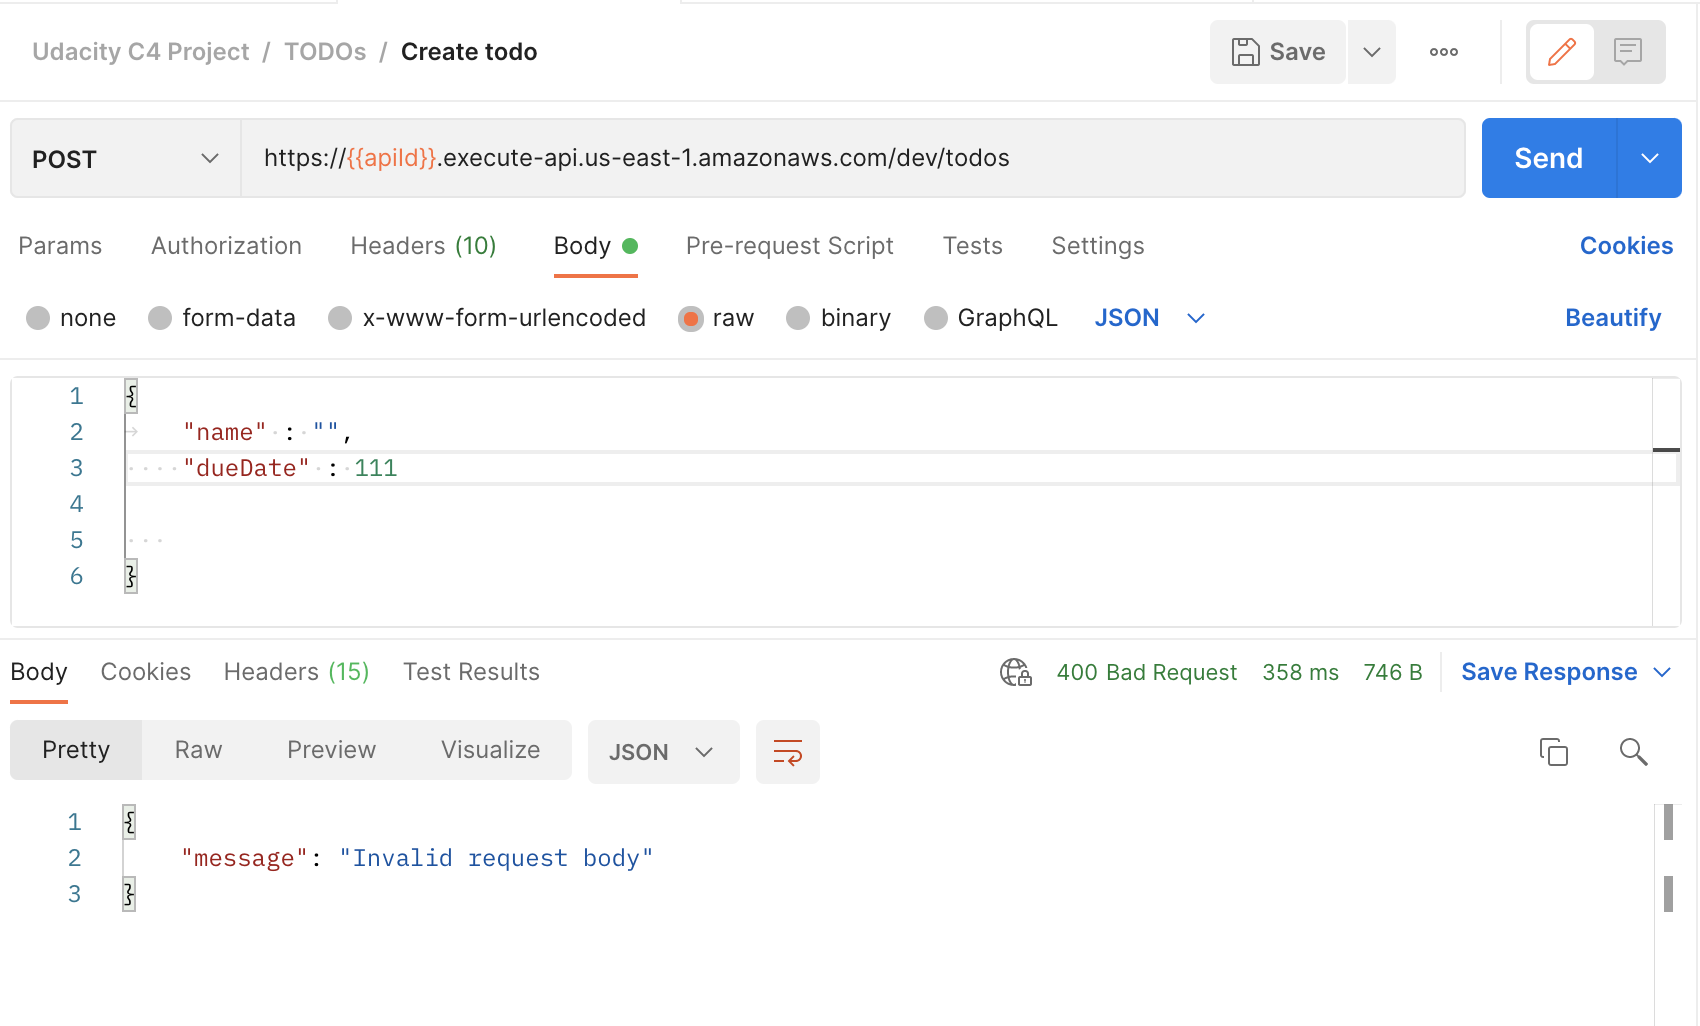 Udacity C4 Project / TODOs / Create todo
Save
POST
https://{{apiId}}.execute-api.us-east-1.amazonaws.com/dev/todos
Send
Params Authorization Headers (10) Body Pre-request Script Tests Settings Cookies
none form-data x-www-form-urlencoded raw binary GraphQL JSON Beautify
1 {
2 "name" : "",
3 "dueDate" : 111
4
5
6 }
Body Cookies Headers (15) Test Results 400 Bad Request 358 ms 746 B Save Response
Pretty Raw Preview Visualize JSON
1 {
2 "message": "Invalid request body"
3 }